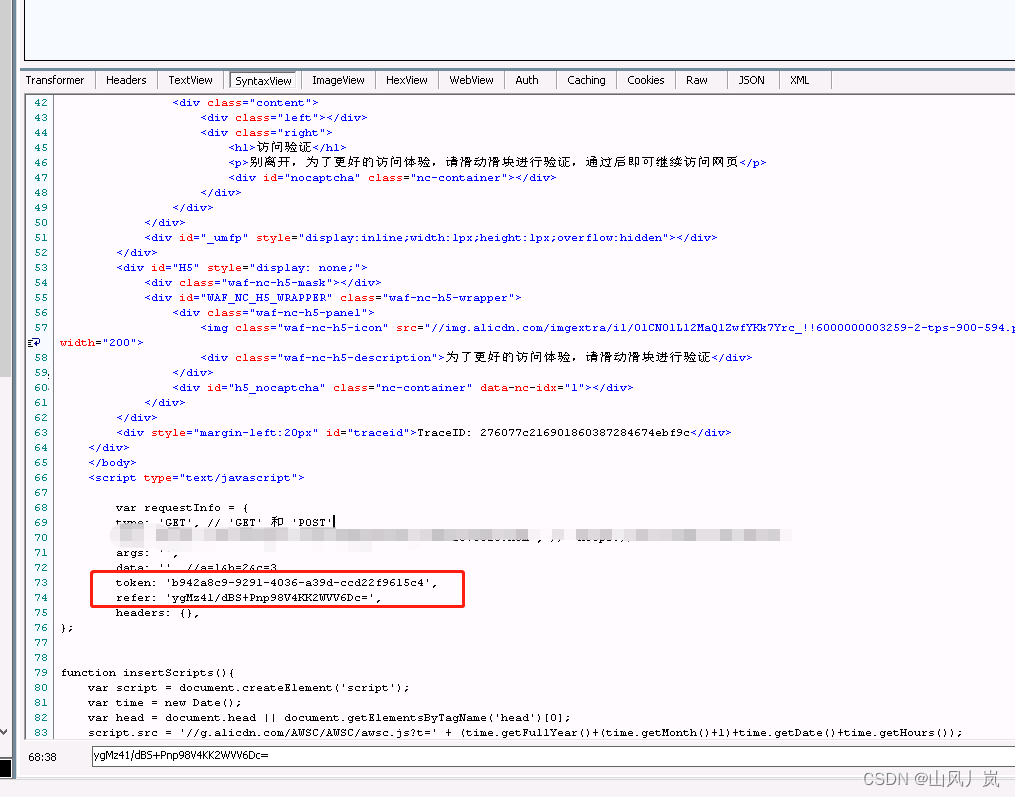 Transformer Headers TextView SyntaxView ImageView HexView WebView Auth Caching Cookies Raw JSON XML
42 <div class="content">
43 <div class="left"></div>
44 <div class="right">
45 <h1>访问验证</h1>
46 <p>别离开，为了更好的访问体验，请滑动滑块进行验证，通过后即可继续访问网页</p>
47 <div id="nocaptcha" class="nc-container"></div>
48 </div>
49 </div>
50 </div>
51 <div id="_umfp" style="display:inline;width:1px;height:1px;overflow:hidden"></div>
52 </div>
53 <div id="H5" style="display: none;">
54 <div class="waf-nc-h5-mask"></div>
55 <div id="WAF_NC_H5_WRAPPER" class="waf-nc-h5-wrapper">
56 <div class="waf-nc-h5-panel">
57 <img class="waf-nc-h5-icon" src="//img.alicdn.com/imgextra/i1/O1CN01L12MaQ1ZwfYKk7Yrc_!!6000000003259-2-tps-900-594.p
width="200">
58 <div class="waf-nc-h5-description">为了更好的访问体验，请滑动滑块进行验证</div>
59 </div>
60 <div id="h5_nocaptcha" class="nc-container" data-nc-idx="1"></div>
61 </div>
62 </div>
63 <div style="margin-left:20px" id="traceid">TraceID: 276077c216901860387284674ebf9c</div>
64 </div>
65 </body>
66 <script type="text/javascript">
67
68 var requestInfo = {
69 type: 'GET', // 'GET' 和 'POST'
70
71 args: '',
72 data: '', //a=1&b=2&c=3
73 token: 'b942a8c9-9291-4036-a39d-ccd22f9615c4',
74 refer: 'ygMz41/dBS+Pnp98V4KK2WVV6Dc=',
75 headers: {},
76 };
77
78
79 function insertScripts(){
80 var script = document.createElement('script');
81 var time = new Date();
82 var head = document.head || document.getElementsByTagName('head')[0];
83 script.src = '//g.alicdn.com/AWSC/AWSC/awsc.js?t=' + (time.getFullYear()+(time.getMonth()+1)+time.getDate()+time.getHours());
68:38 ygMz41/dBS+Pnp98V4KK2WVV6Dc=
CSDN @山风丿岚